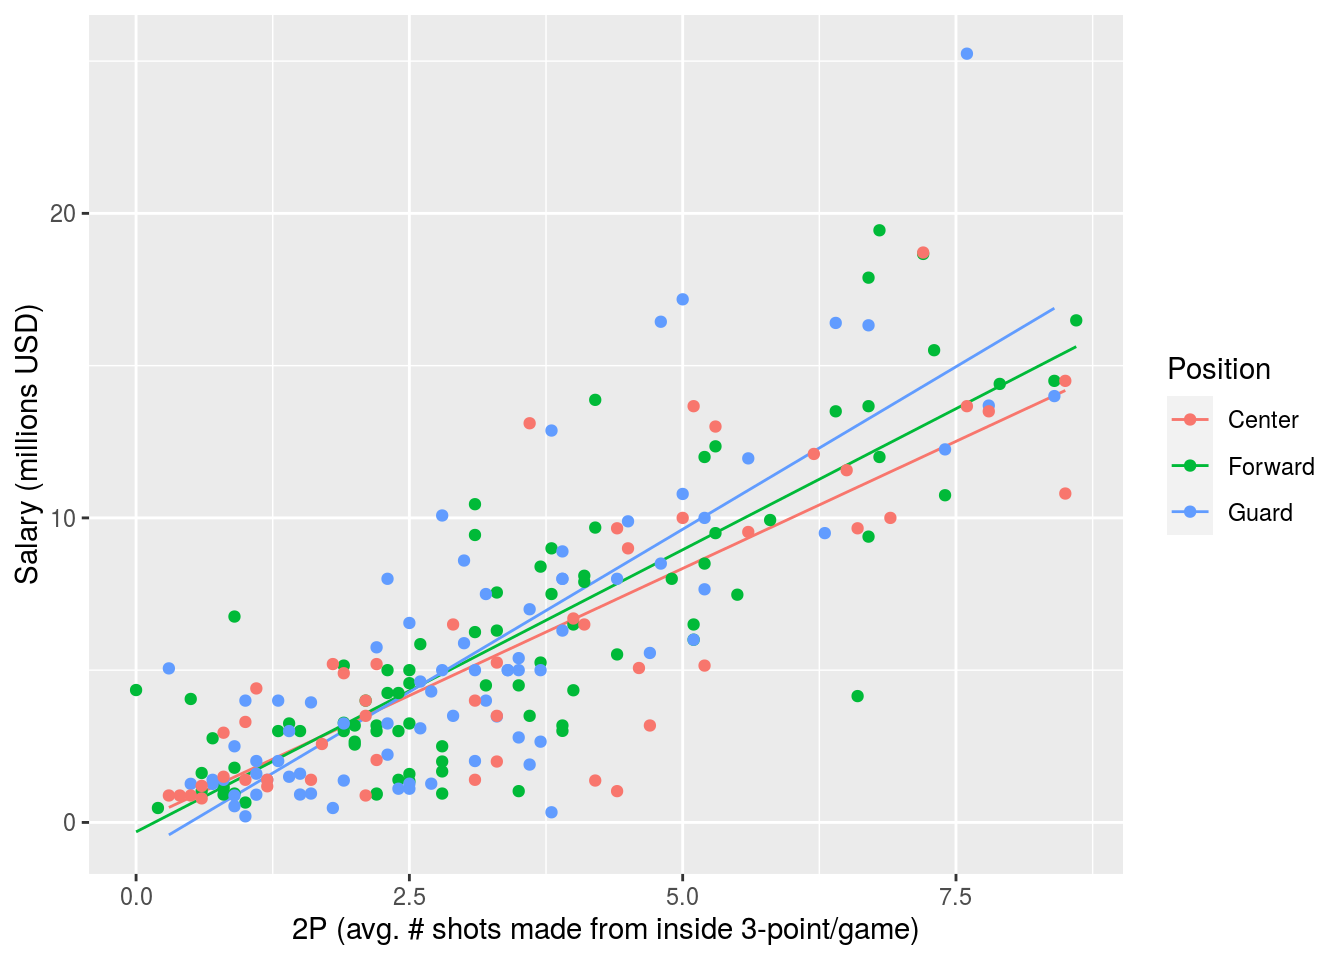 20
10
0
Salary (millions USD)
0.0 2.5 5.0 7.5
2P (avg. # shots made from inside 3-point/game)
Position
Center
Forward
Guard